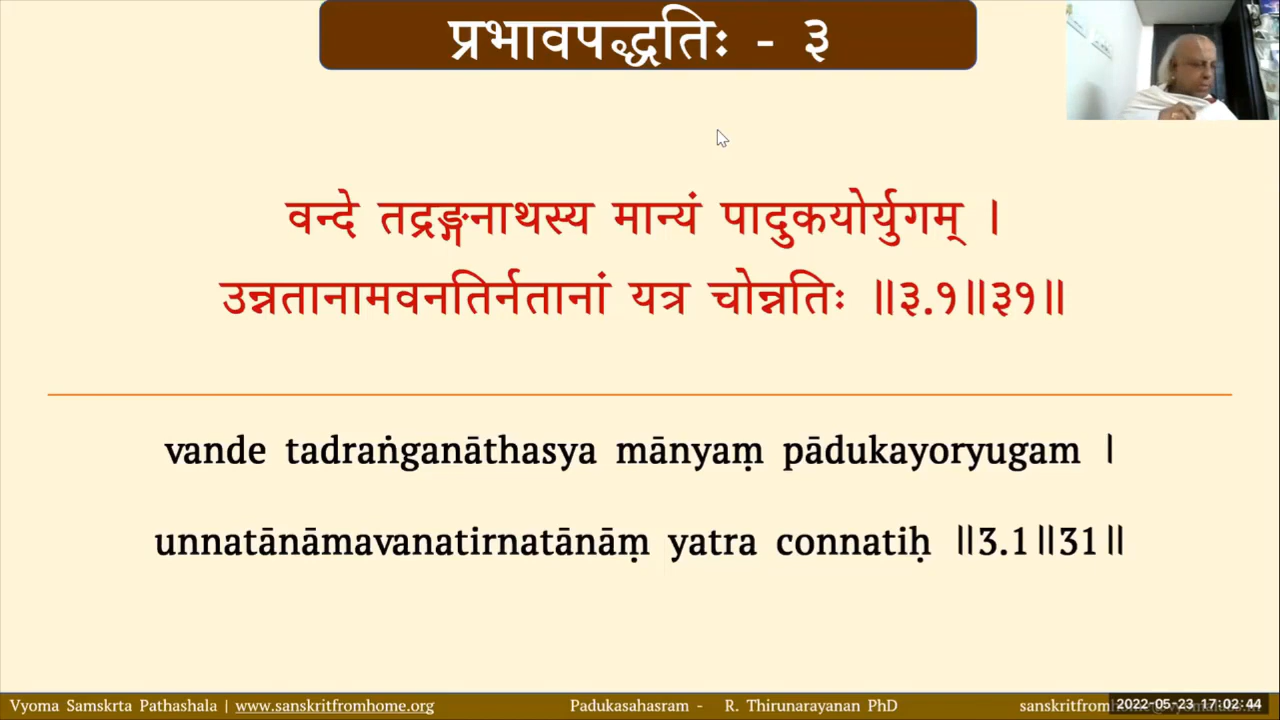 प्रभावपद्धतिः - ३
वन्दे तद्रङ्गनाथस्य मान्यं पादुकयोर्युगम् ।
उन्नतानामवनतिर्नतानां यत्र चोन्नतिः ॥३.१॥३१॥
vande tadraṅganāthasya mānyaṃ pādukayoryugam ।
unnatānāmavanatirnatānāṃ yatra connatiḥ ॥3.1॥31॥
Vyoma Samskrta Pathashala | www.sanskritfromhome.org Padukasahasram - R. Thirunarayanan PhD 2022-05-23 17:02:44